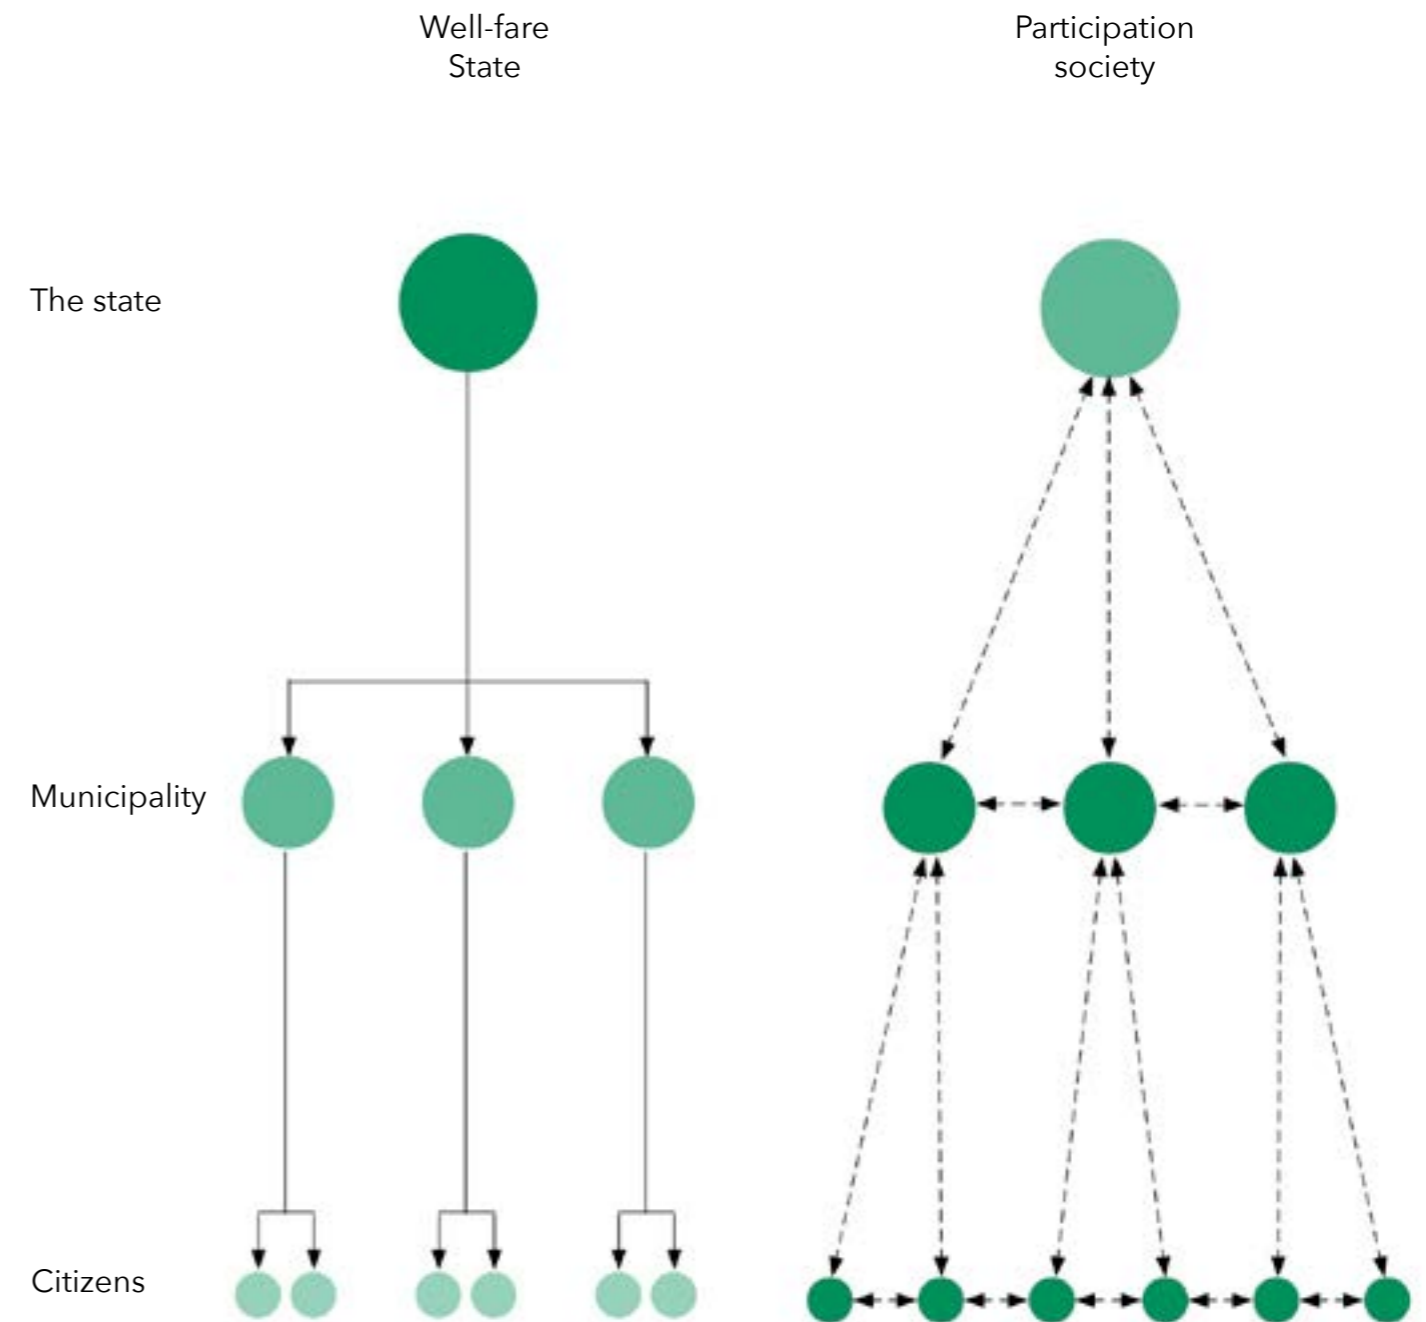 Well-fare
State
Participation
society
The state
Municipality
Citizens